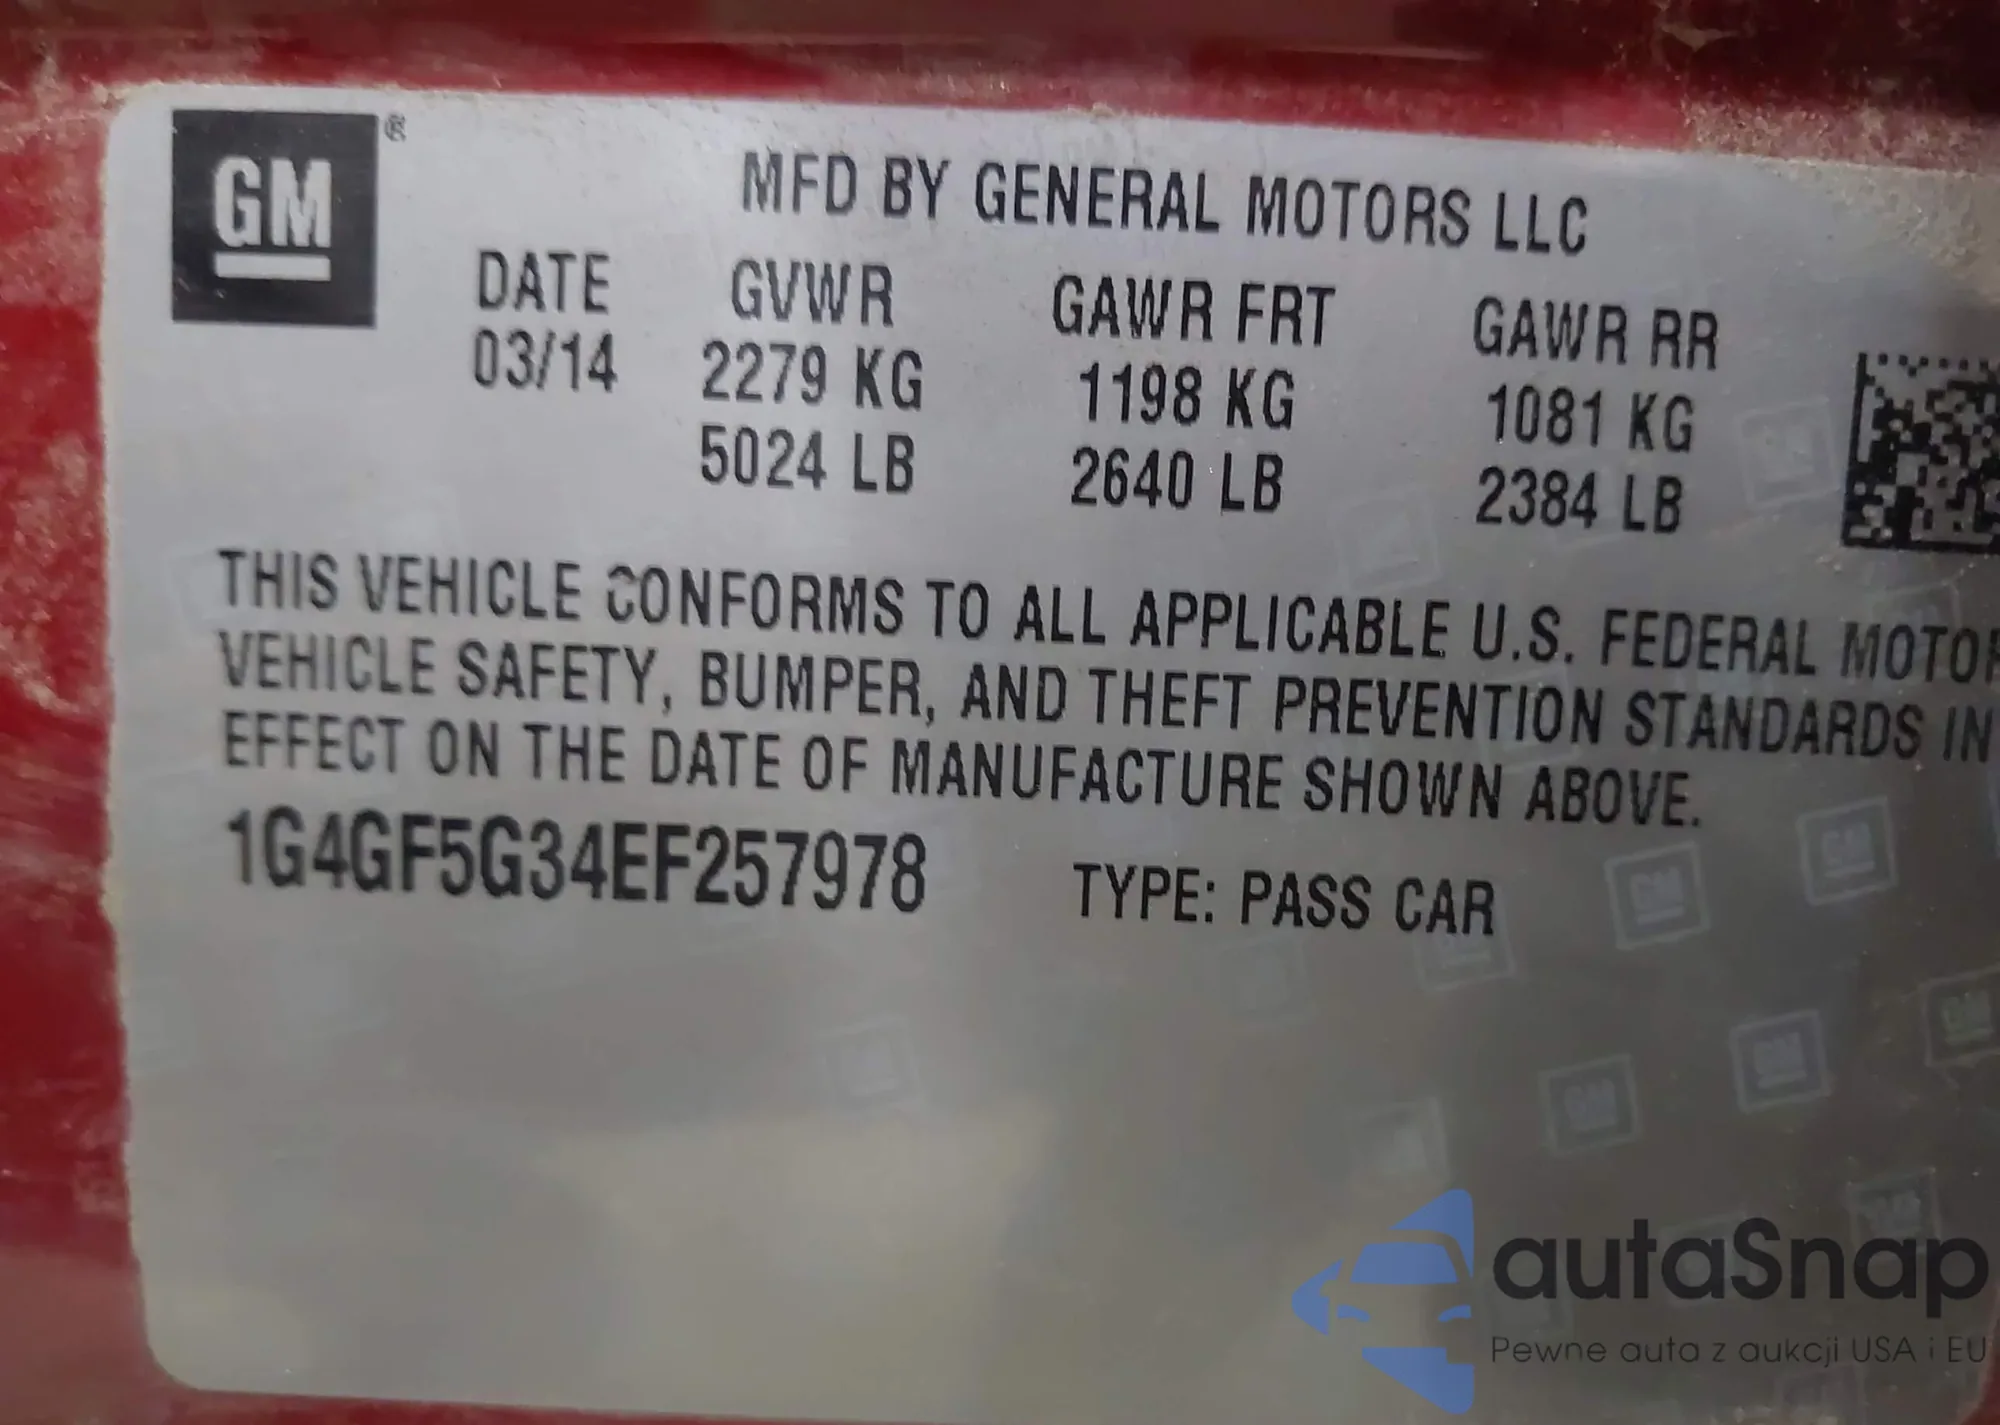 GM®
MFD BY GENERAL MOTORS LLC
DATE GVWR GAWR FRT GAWR RR
03/14 2279 KG 1198 KG 1081 KG
5024 LB 2640 LB 2384 LB
THIS VEHICLE CONFORMS TO ALL APPLICABLE U.S. FEDERAL MOTOR
VEHICLE SAFETY, BUMPER, AND THEFT PREVENTION STANDARDS IN
EFFECT ON THE DATE OF MANUFACTURE SHOWN ABOVE.
1G4GF5G34EF257978 TYPE: PASS CAR
autaSnap
Pewne auta z aukcji USA i EU